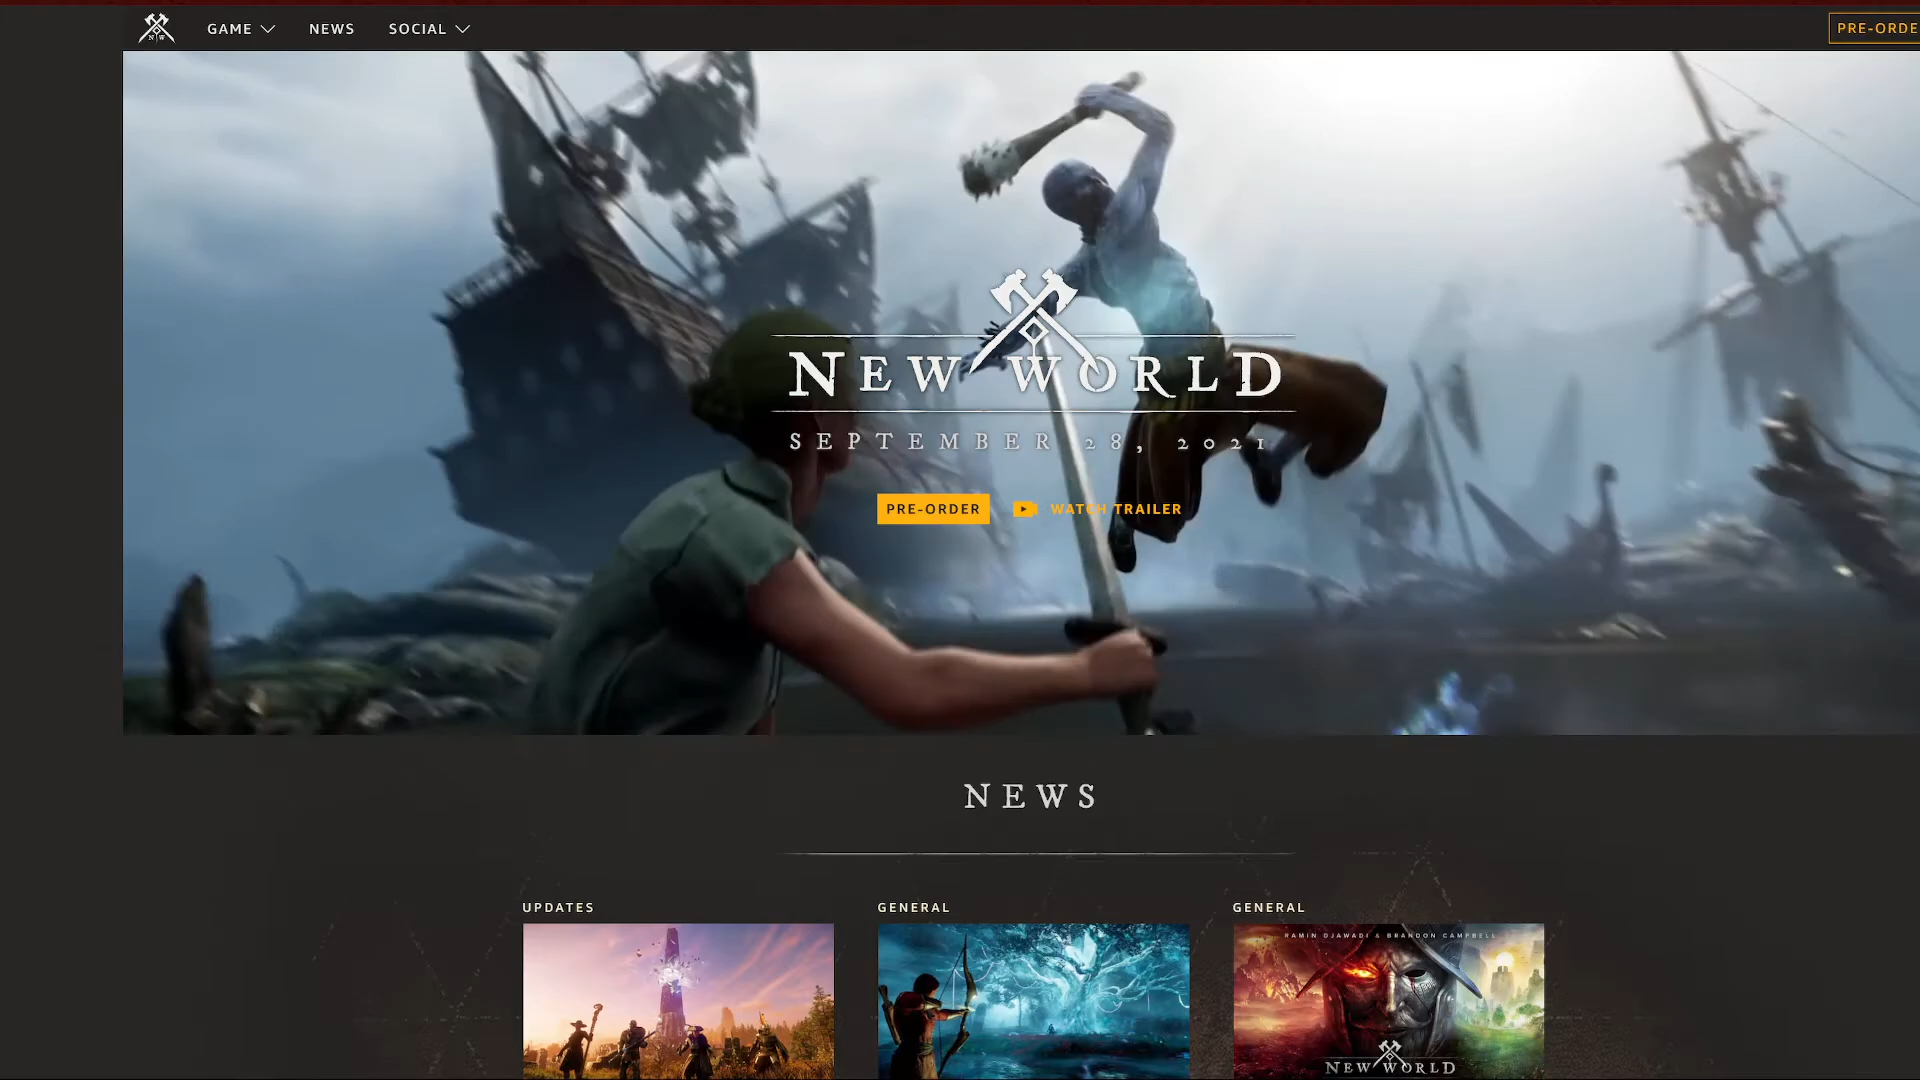 GAME
NEWS
SOCIAL
PRE-ORDE
NEW WORLD
SEPTEMBER 28, 2021
PRE-ORDER
WATCH TRAILER
NEWS
UPDATES
GENERAL
GENERAL
RAMIN DJAWADI & BRANDON CAMPBELL
NEW WORLD